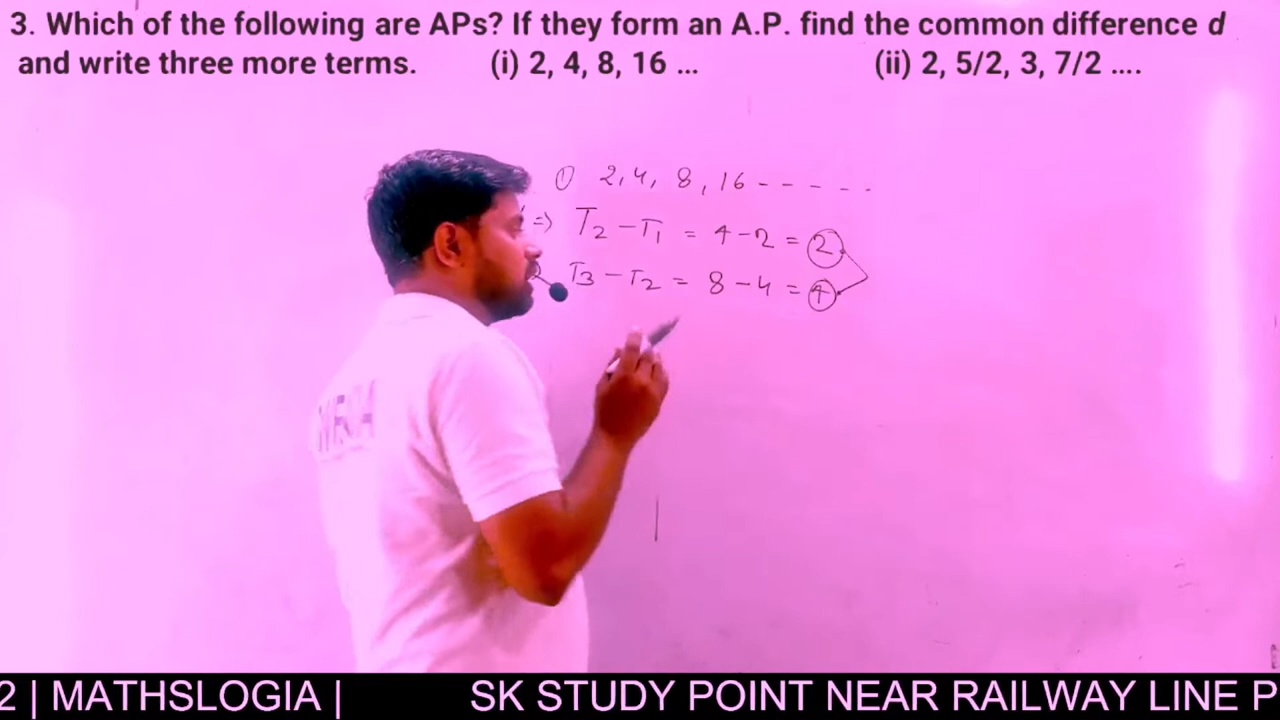 3. Which of the following are APs? If they form an A.P. find the common difference d
and write three more terms. (i) 2, 4, 8, 16 ... (ii) 2, 5/2, 3, 7/2 ....
① 2, 4, 8, 16 - - - - -
=> T₂ - T₁ = 4 - 2 = 2
T₃ - T₂ = 8 - 4 = 4
2 | MATHSLOGIA | SK STUDY POINT NEAR RAILWAY LINE P